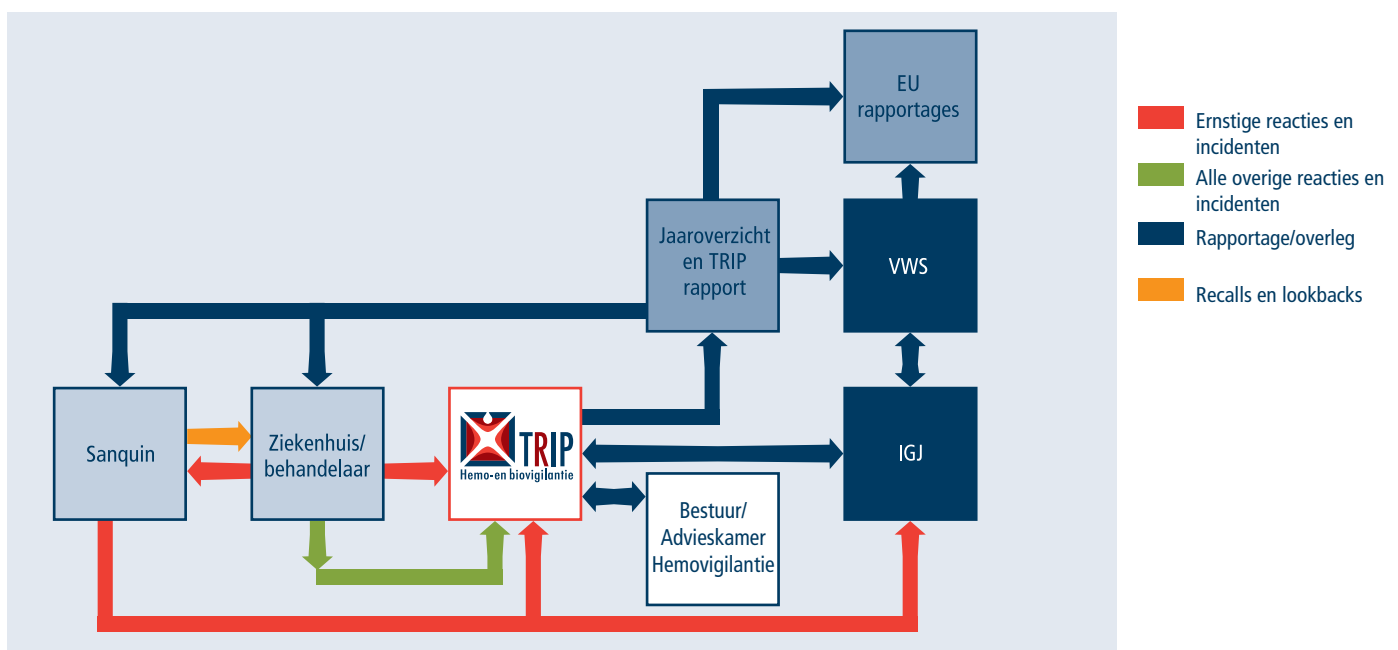 EU
rapportages
Jaaroverzicht
en TRIP
rapport
VWS
Sanquin
Ziekenhuis/
behandelaar
TRIP
Hemo-en biovigilantie
IGJ
Bestuur/
Advieskamer
Hemovigilantie
Ernstige reacties en
incidenten
Alle overige reacties en
incidenten
Rapportage/overleg
Recalls en lookbacks